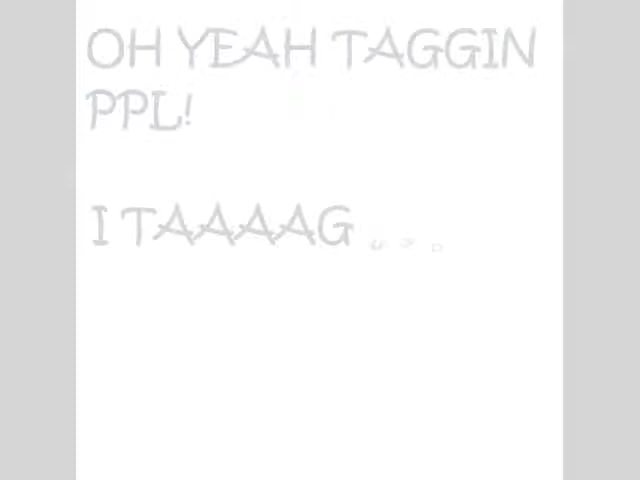 OH YEAH TAGGIN
PPL!
I TAAAAG . . .